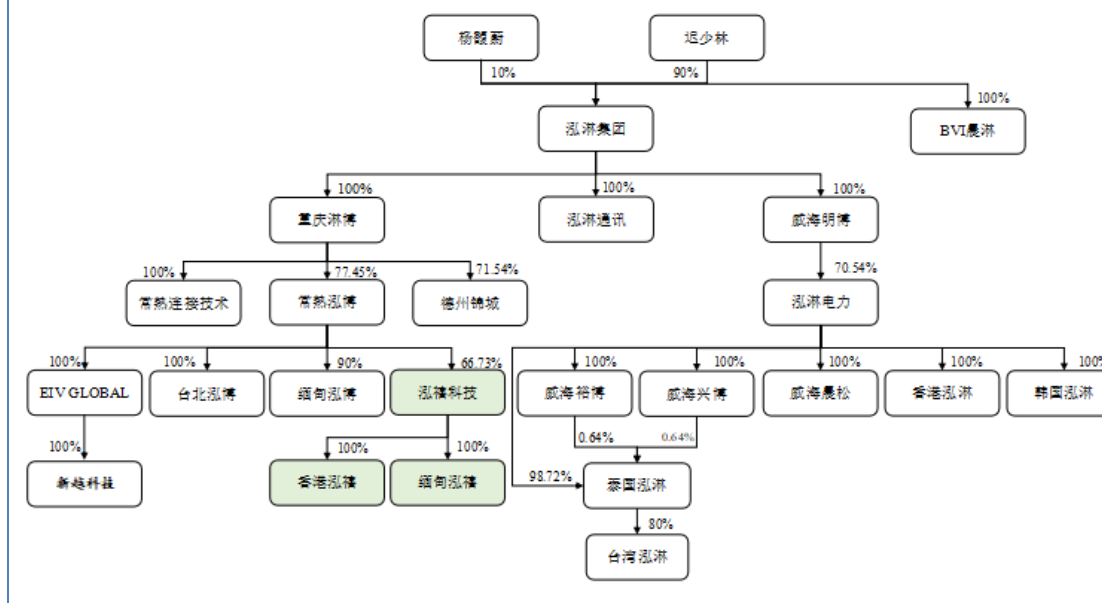 杨馥蔚
迟少林
10%
90%
100%
泓淋集团
BVI晨淋
100%
100%
100%
重庆淋博
泓淋通讯
威海明博
100%
77.45%
71.54%
70.54%
常熟连接技术
常熟泓博
德州锦城
泓淋电力
100%
100%
90%
66.73%
100%
100%
100%
100%
100%
EIV GLOBAL
台北泓博
缅甸泓博
泓禧科技
威海裕博
威海兴博
威海晨松
香港泓淋
韩国泓淋
100%
100%
100%
0.64%
0.64%
新越科技
香港泓禧
缅甸泓禧
98.72%
泰国泓淋
80%
台湾泓淋